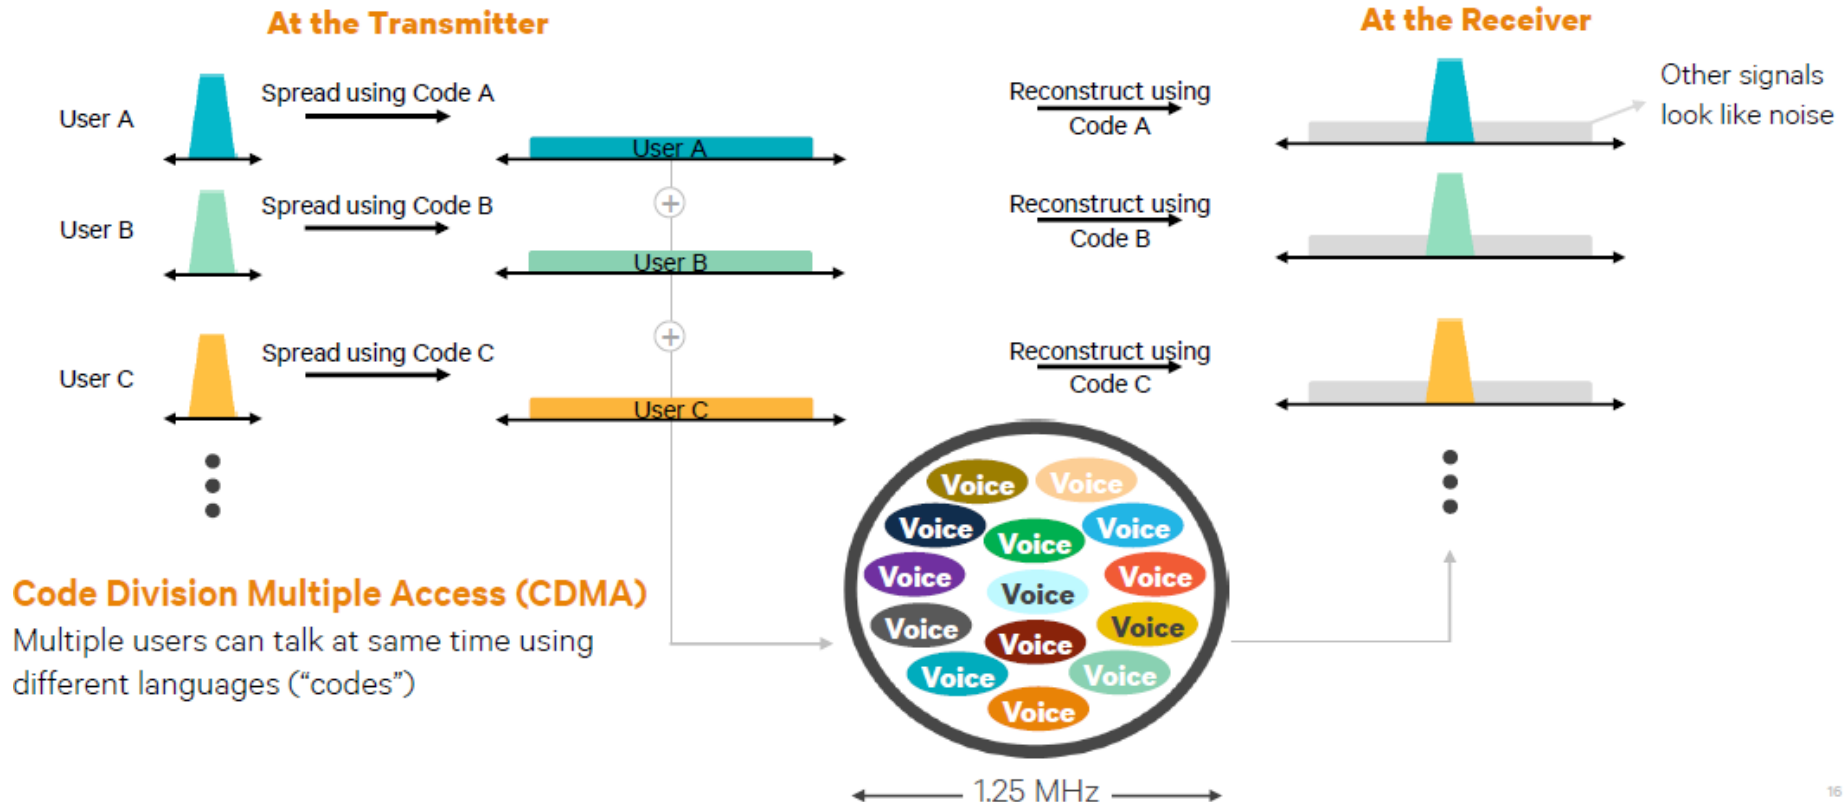 At the Transmitter
At the Receiver
User A
Spread using Code A
User A
Reconstruct using
Code A
Other signals
look like noise
+
User B
Spread using Code B
User B
Reconstruct using
Code B
+
User C
Spread using Code C
User C
Reconstruct using
Code C
Voice
Voice
Voice
Voice
Voice
Voice
Voice
Voice
Voice
Voice
Voice
Voice
Voice
Voice
Code Division Multiple Access (CDMA)
Multiple users can talk at same time using
different languages (“codes”)
1.25 MHz
16